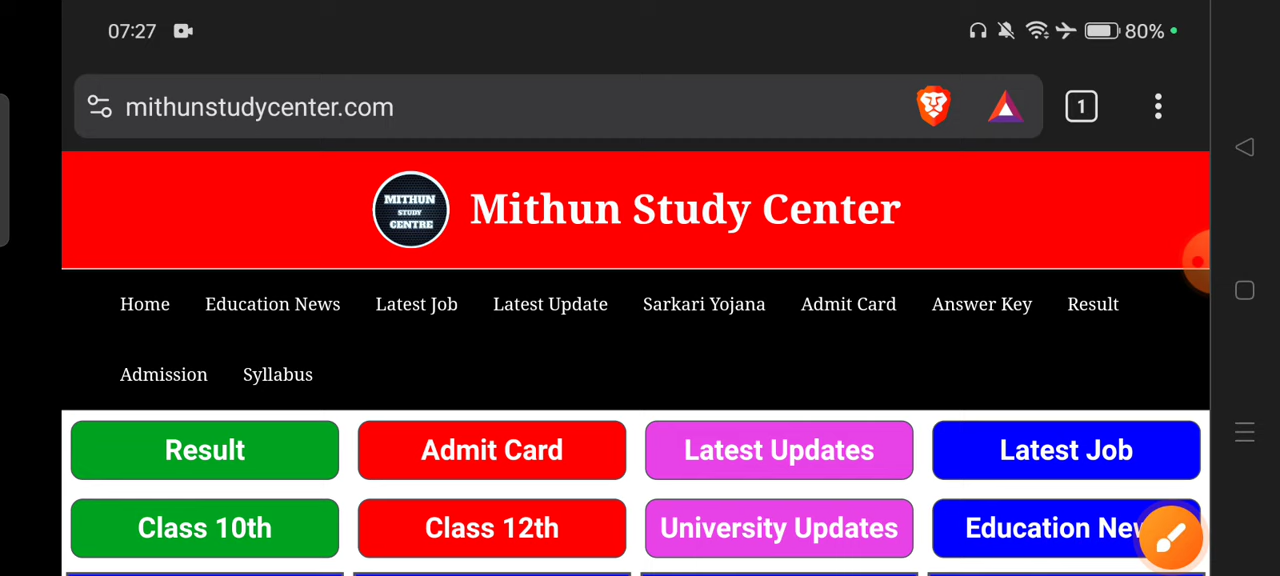 07:27 80%
mithunstudycenter.com 1
MITHUN
STUDY
CENTRE
Mithun Study Center
Home Education News Latest Job Latest Update Sarkari Yojana Admit Card Answer Key Result
Admission Syllabus
Result Admit Card Latest Updates Latest Job
Class 10th Class 12th University Updates Education New